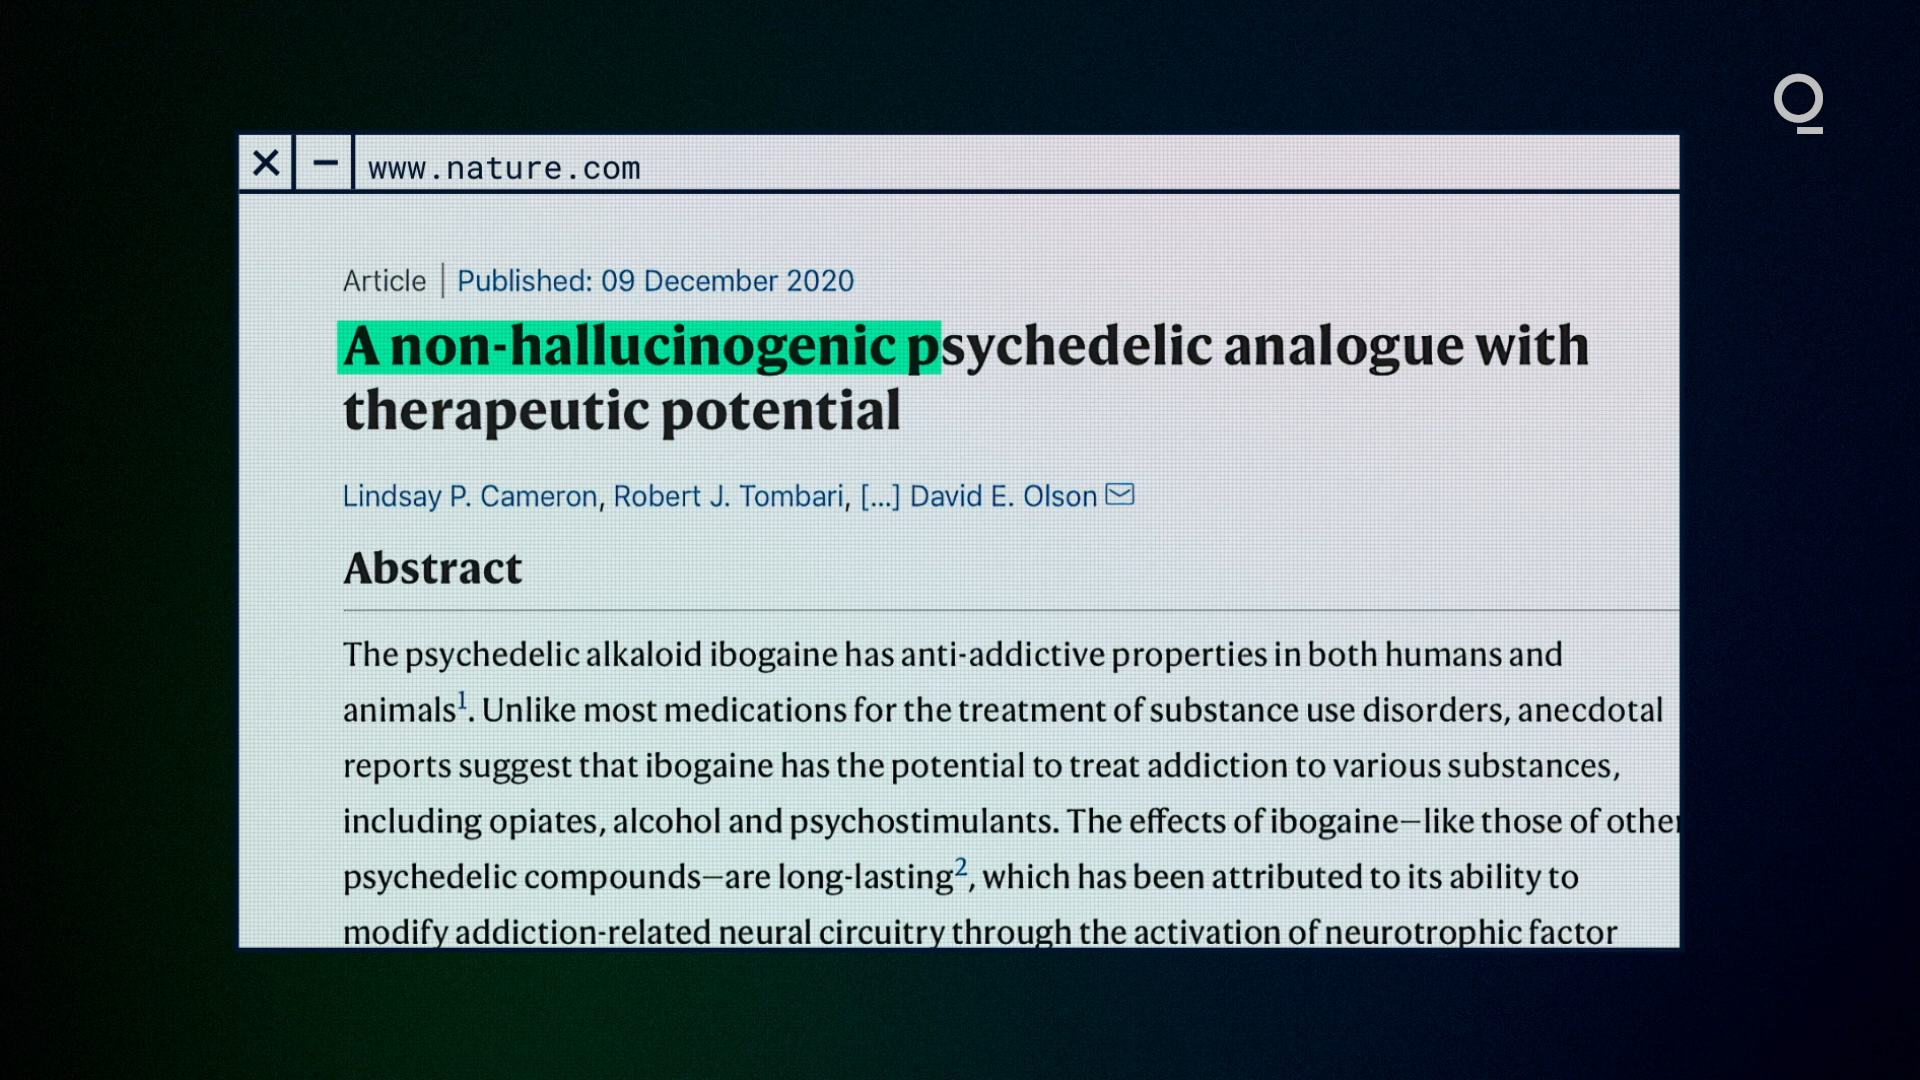 www.nature.com
Article | Published: 09 December 2020
A non-hallucinogenic psychedelic analogue with
therapeutic potential
Lindsay P. Cameron, Robert J. Tombari, [...] David E. Olson
Abstract
The psychedelic alkaloid ibogaine has anti-addictive properties in both humans and
animals1. Unlike most medications for the treatment of substance use disorders, anecdotal
reports suggest that ibogaine has the potential to treat addiction to various substances,
including opiates, alcohol and psychostimulants. The effects of ibogaine—like those of other
psychedelic compounds—are long-lasting2, which has been attributed to its ability to
modify addiction-related neural circuitry through the activation of neurotrophic factor